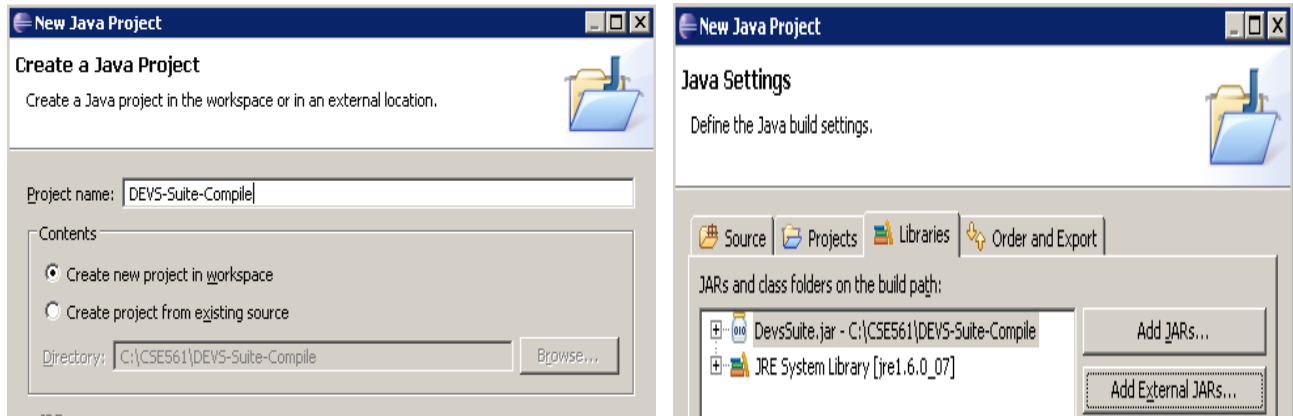 New Java Project
Create a Java Project
Create a Java project in the workspace or in an external location.
Project name: DEVS-Suite-Compile
Contents
Create new project in workspace
Create project from existing source
Directory: C:\CSE561\DEVS-Suite-Compile Browse...
New Java Project
Java Settings
Define the Java build settings.
Source Projects Libraries Order and Export
JARs and class folders on the build path:
DevsSuite.jar - C:\CSE561\DEVS-Suite-Compile
JRE System Library [jre1.6.0_07]
Add JARs...
Add External JARs...